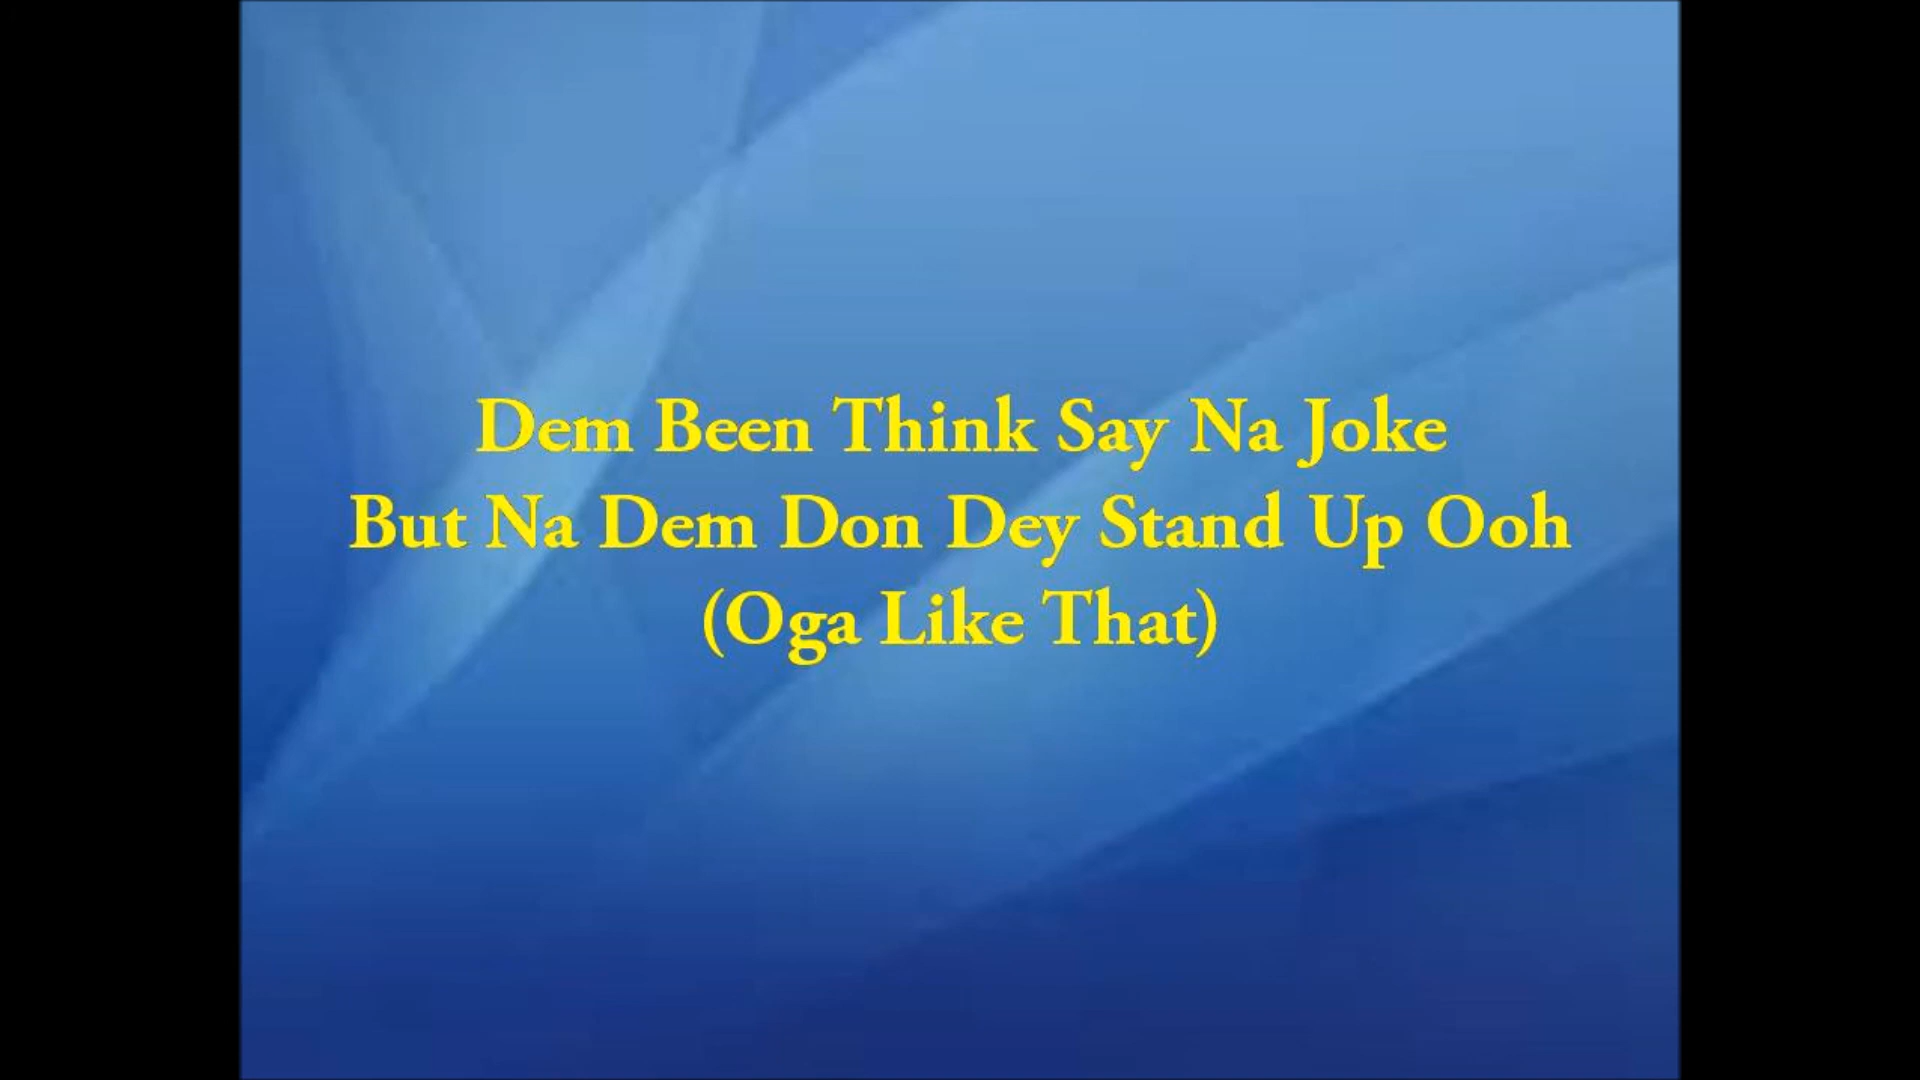 Dem Been Think Say Na Joke
But Na Dem Don Dey Stand Up Ooh
(Oga Like That)